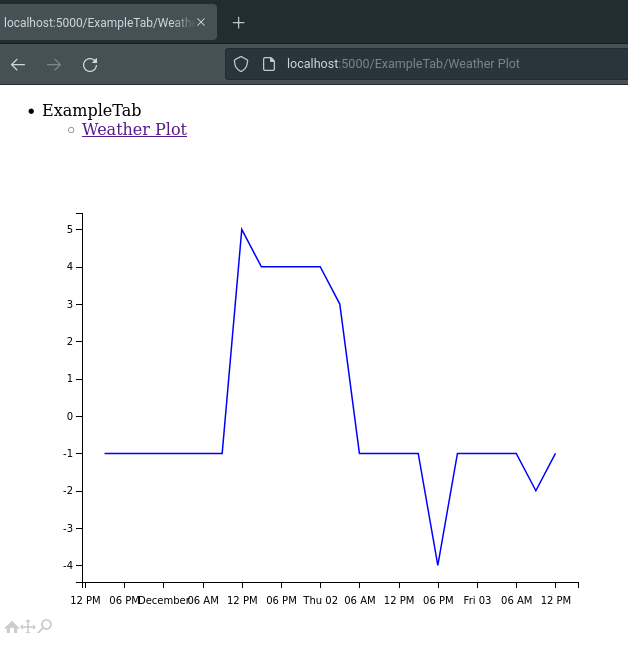 localhost:5000/ExampleTab/Weath
localhost:5000/ExampleTab/Weather Plot
ExampleTab
Weather Plot
5
4
3
2
1
0
-1
-2
-3
-4
12 PM 06 PM December 06 AM 12 PM 06 PM Thu 02 06 AM 12 PM 06 PM Fri 03 06 AM 12 PM